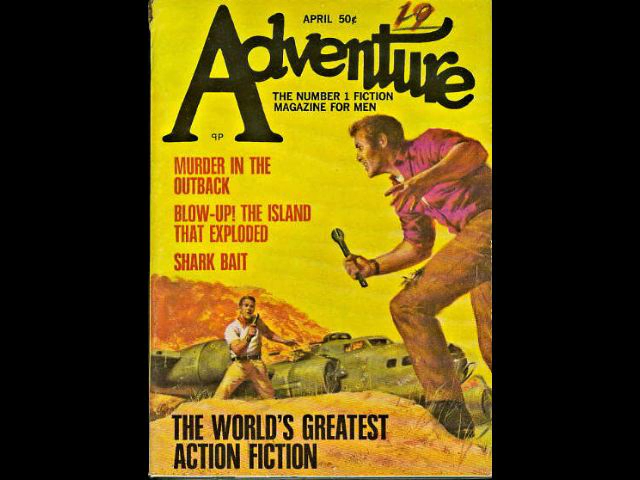 APRIL 50¢
19
Adventure
THE NUMBER 1 FICTION
MAGAZINE FOR MEN
MURDER IN THE
OUTBACK
BLOW-UP! THE ISLAND
THAT EXPLODED
SHARK BAIT
THE WORLD'S GREATEST
ACTION FICTION